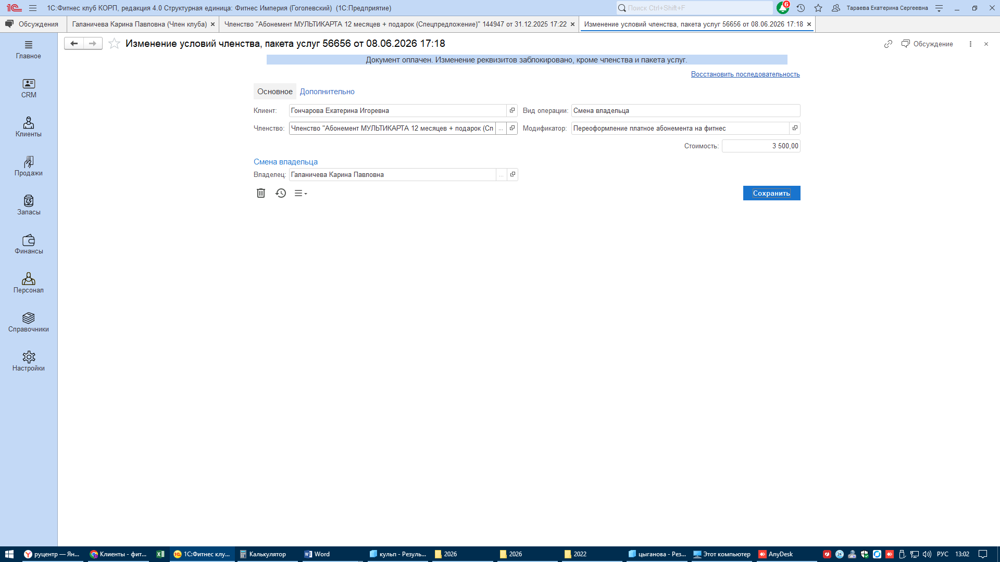 1С:Фитнес клуб КОРП, редакция 4.0 Структурная единица: Фитнес Империя (Гоголевский) (1С:Предприятие)
Поиск Ctrl+Shift+F
6
Тараева Екатерина Сергеевна
Обсуждения
Галаничева Карина Павловна (Член клуба)
Членство "Абонемент МУЛЬТИКАРТА 12 месяцев + подарок (Спецпредложение)" 144947 от 31.12.2025 17:22
Изменение условий членства, пакета услуг 56656 от 08.06.2026 17:18
Главное
CRM
Клиенты
Продажи
Запасы
Финансы
Персонал
Справочники
Настройки
Изменение условий членства, пакета услуг 56656 от 08.06.2026 17:18
Обсуждение
Документ оплачен. Изменение реквизитов заблокировано, кроме членства и пакета услуг.
Восстановить последовательность
Основное Дополнительно
Клиент: Гончарова Екатерина Игоревна Вид операции: Смена владельца
Членство: Членство "Абонемент МУЛЬТИКАРТА 12 месяцев + подарок (Сп ... Модификатор: Переоформление платное абонемента на фитнес
Стоимость: 3 500,00
Смена владельца
Владелец: Галаничева Карина Павловна ...
Сохранить
руцентр — Ян...
Клиенты - фит...
1С:Фитнес клу...
Калькулятор
Word
кульп - Резуль...
2026
2026
2022
цыганова - Рез...
Этот компьютер
AnyDesk
24
РУС
13:02